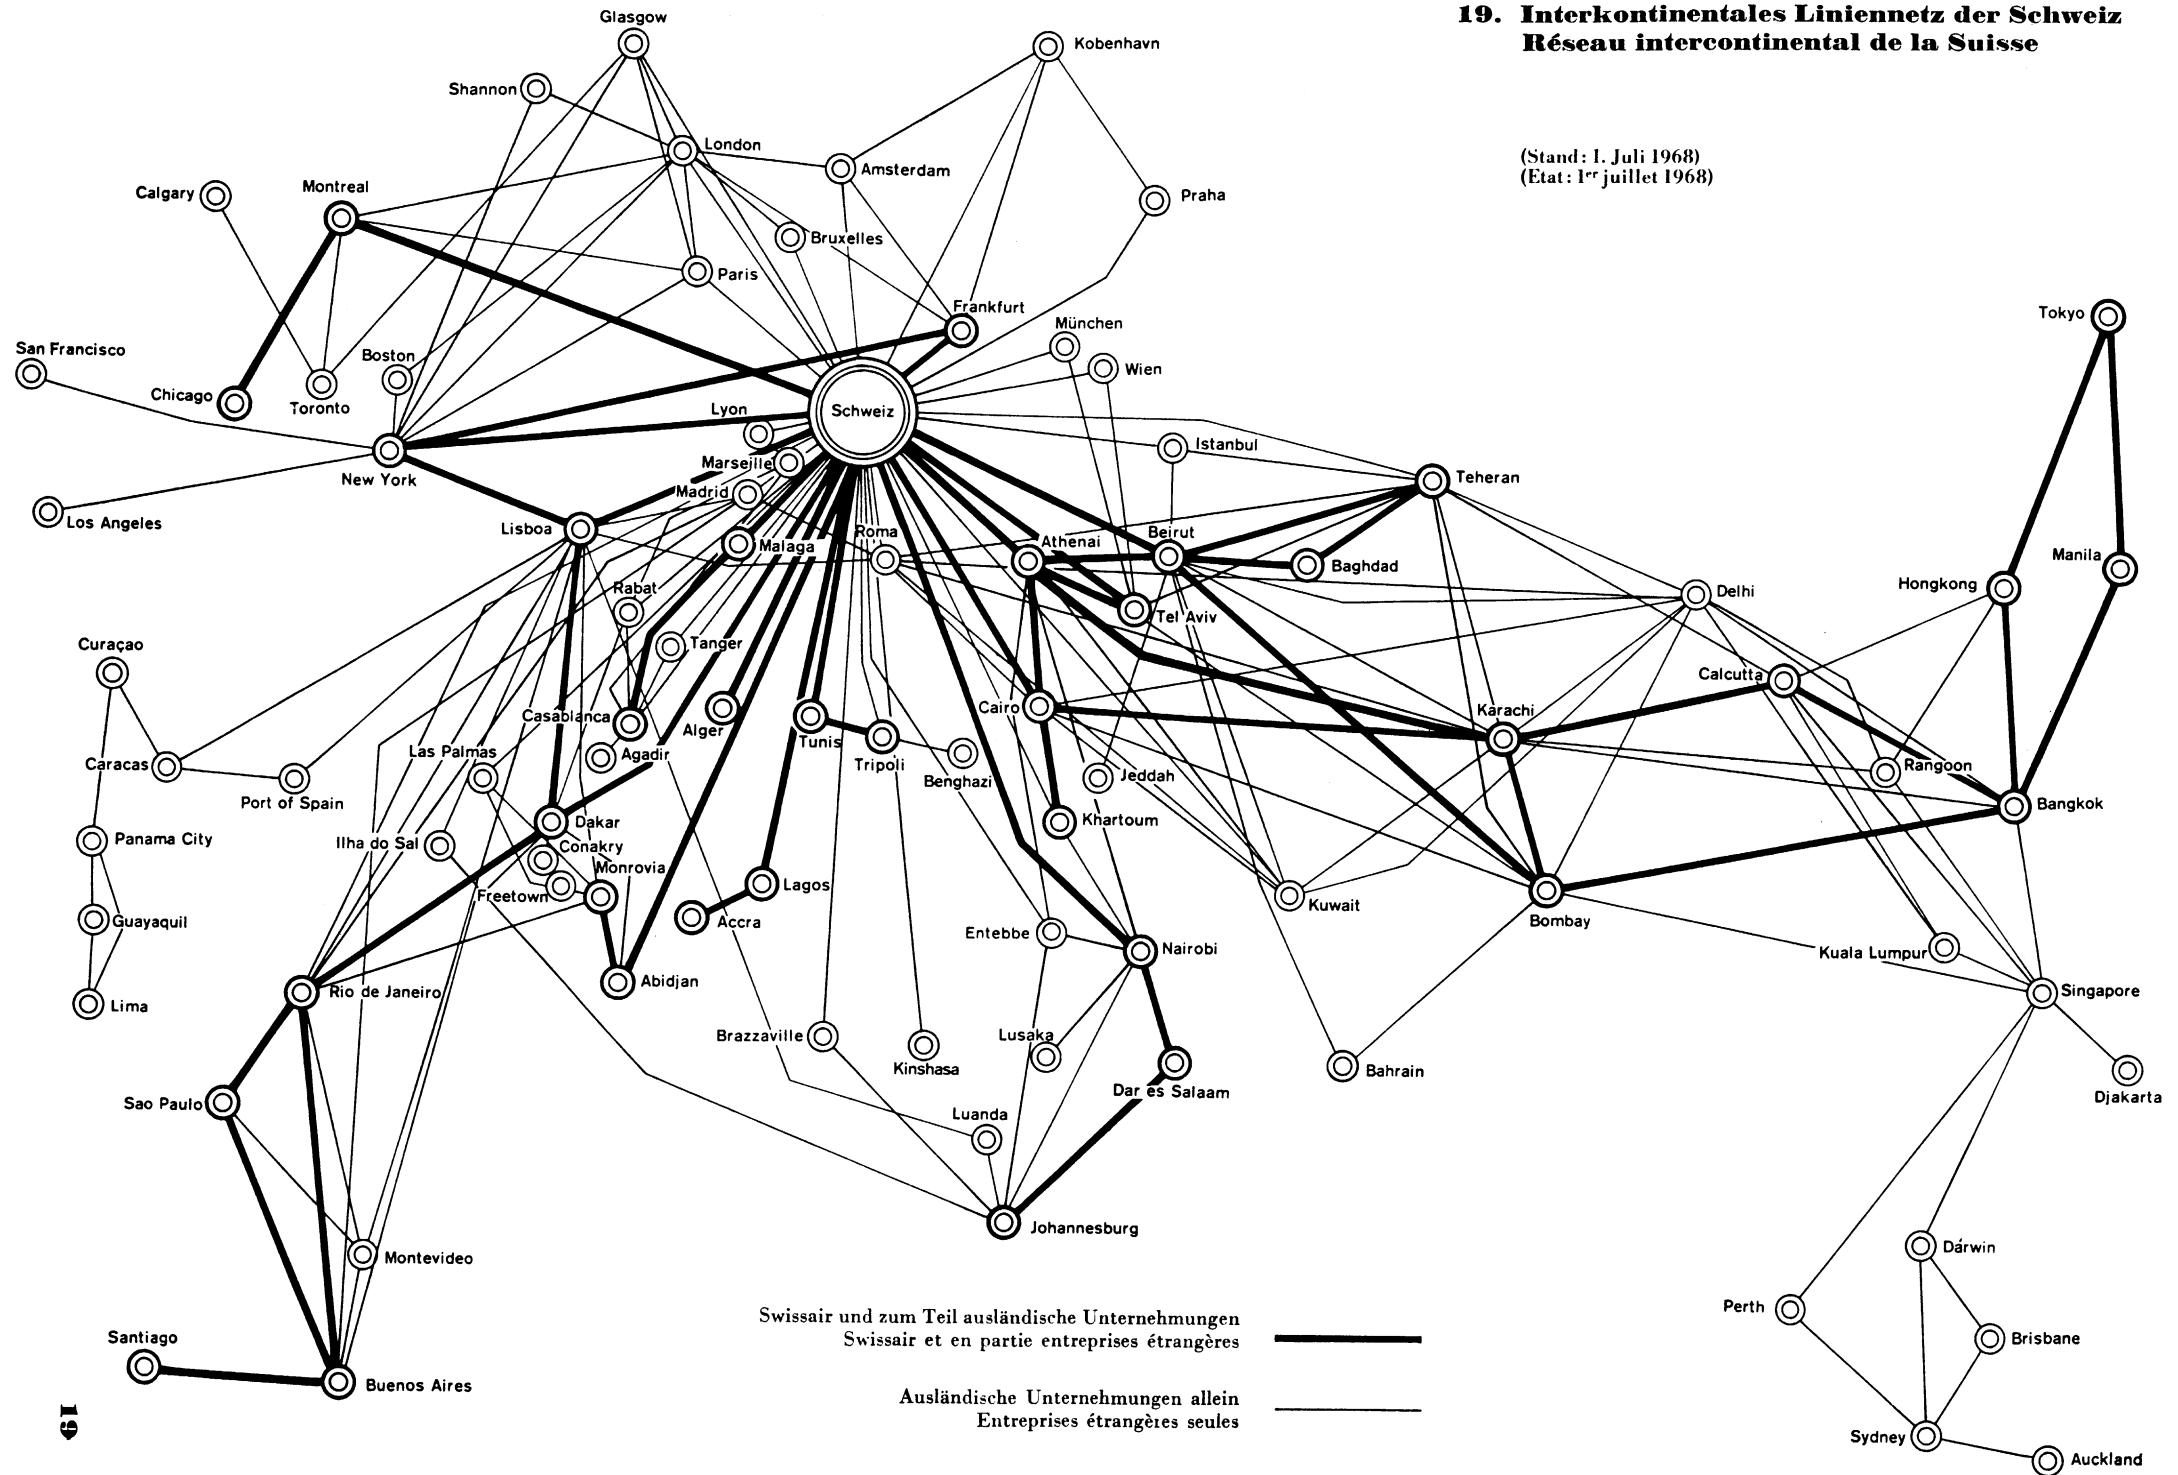 19. Interkontinentales Liniennetz der Schweiz
Réseau intercontinental de la Suisse
(Stand: 1. Juli 1968)
(Etat: 1er juillet 1968)
Glasgow
Kobenhavn
Shannon
London
Amsterdam
Calgary
Montreal
Praha
Bruxelles
Paris
Frankfurt
München
Tokyo
San Francisco
Boston
Wien
Chicago
Toronto
Lyon
Schweiz
Istanbul
New York
Marseille
Teheran
Madrid
Los Angeles
Lisboa
Roma
Athenai
Beirut
Malaga
Baghdad
Manila
Hongkong
Delhi
Rabat
Tel Aviv
Curaçao
Tanger
Calcutta
Casablanca
Cairo
Karachi
Alger
Tunis
Las Palmas
Agadir
Caracas
Tripoli
Benghazi
Jeddah
Rangoon
Port of Spain
Bangkok
Dakar
Khartoum
Panama City
Ilha do Sal
Conakry
Monrovia
Lagos
Freetown
Kuwait
Guayaquil
Accra
Bombay
Entebbe
Nairobi
Kuala Lumpur
Abidjan
Rio de Janeiro
Singapore
Lima
Brazzaville
Lusaka
Kinshasa
Bahrain
Dar es Salaam
Djakarta
Sao Paulo
Luanda
Johannesburg
Montevideo
Dárwin
Perth
Swissair und zum Teil ausländische Unternehmungen
Swissair et en partie entreprises étrangères
Santiago
Brisbane
Buenos Aires
Ausländische Unternehmungen allein
Entreprises étrangères seules
19
Sydney
Auckland